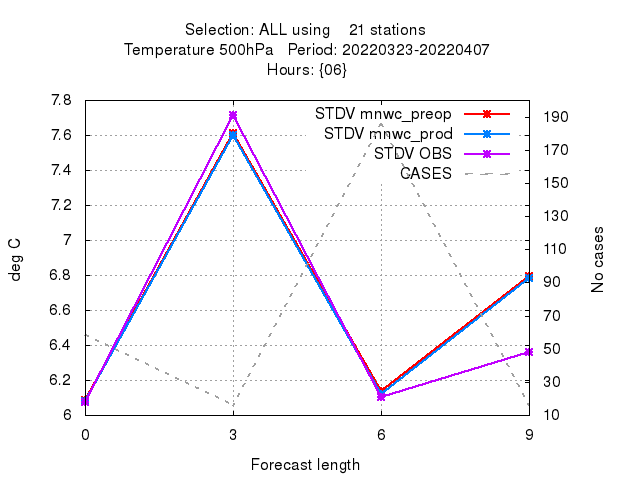 Selection: ALL using    21 stations
Temperature 500hPa   Period: 20220323-20220407
Hours: {06}
STDV mnwc_preop
STDV mnwc_prod
STDV OBS
CASES
deg C
7.8
7.6
7.4
7.2
7
6.8
6.6
6.4
6.2
6
190
170
150
130
110
90
70
50
30
10
No cases
0 3 6 9
Forecast length